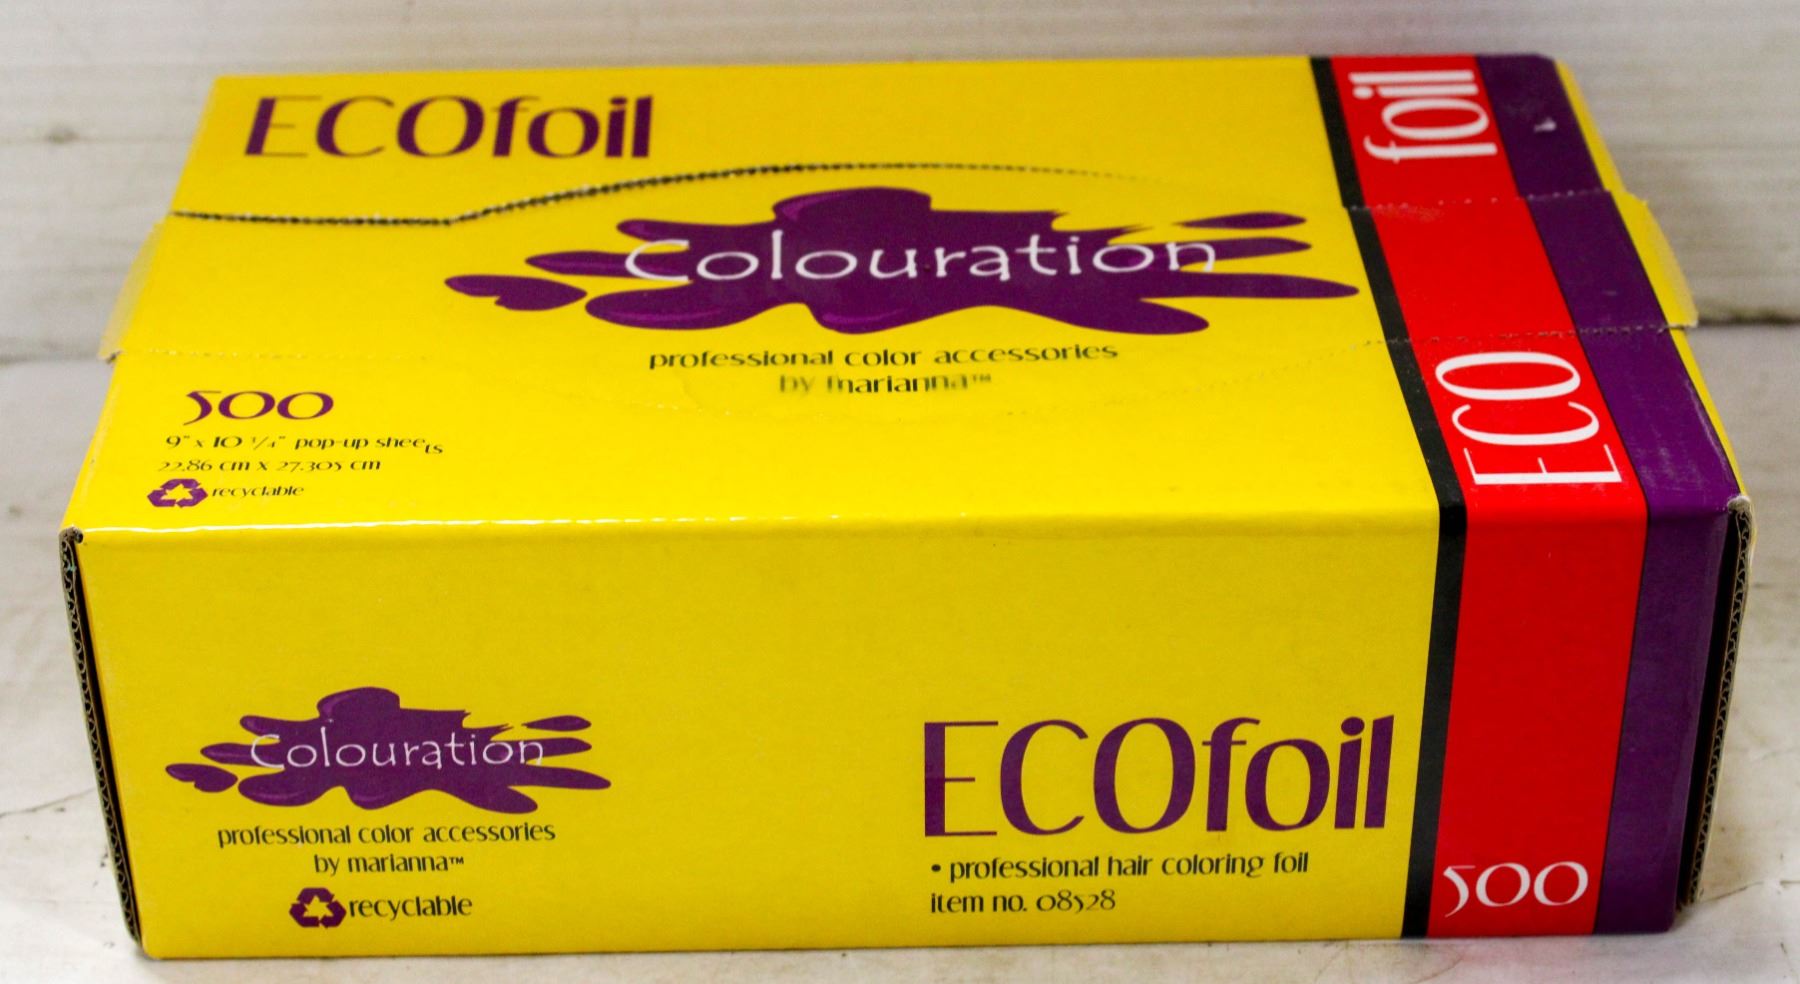 ECOfoil
Colouration
professional color accessories
by marianna™
500
9" x 10 3/4" pop-up sheets
22.86 cm x 27.305 cm
recyclable
foil
ECO
Colouration
professional color accessories
by marianna™
recyclable
ECOfoil
• professional hair coloring foil
item no. 08528
500